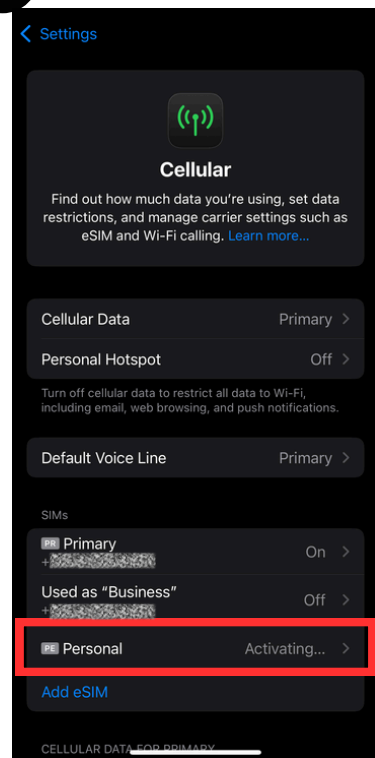 Settings
Cellular
Find out how much data you're using, set data
restrictions, and manage carrier settings such as
eSIM and Wi-Fi calling. Learn more...
Cellular Data Primary
Personal Hotspot Off
Turn off cellular data to restrict all data to Wi-Fi,
including email, web browsing, and push notifications.
Default Voice Line Primary
SIMs
PR Primary
+
On
Used as “Business”
+
Off
PE Personal Activating...
Add eSIM
CELLULAR DATA FOR PRIMARY